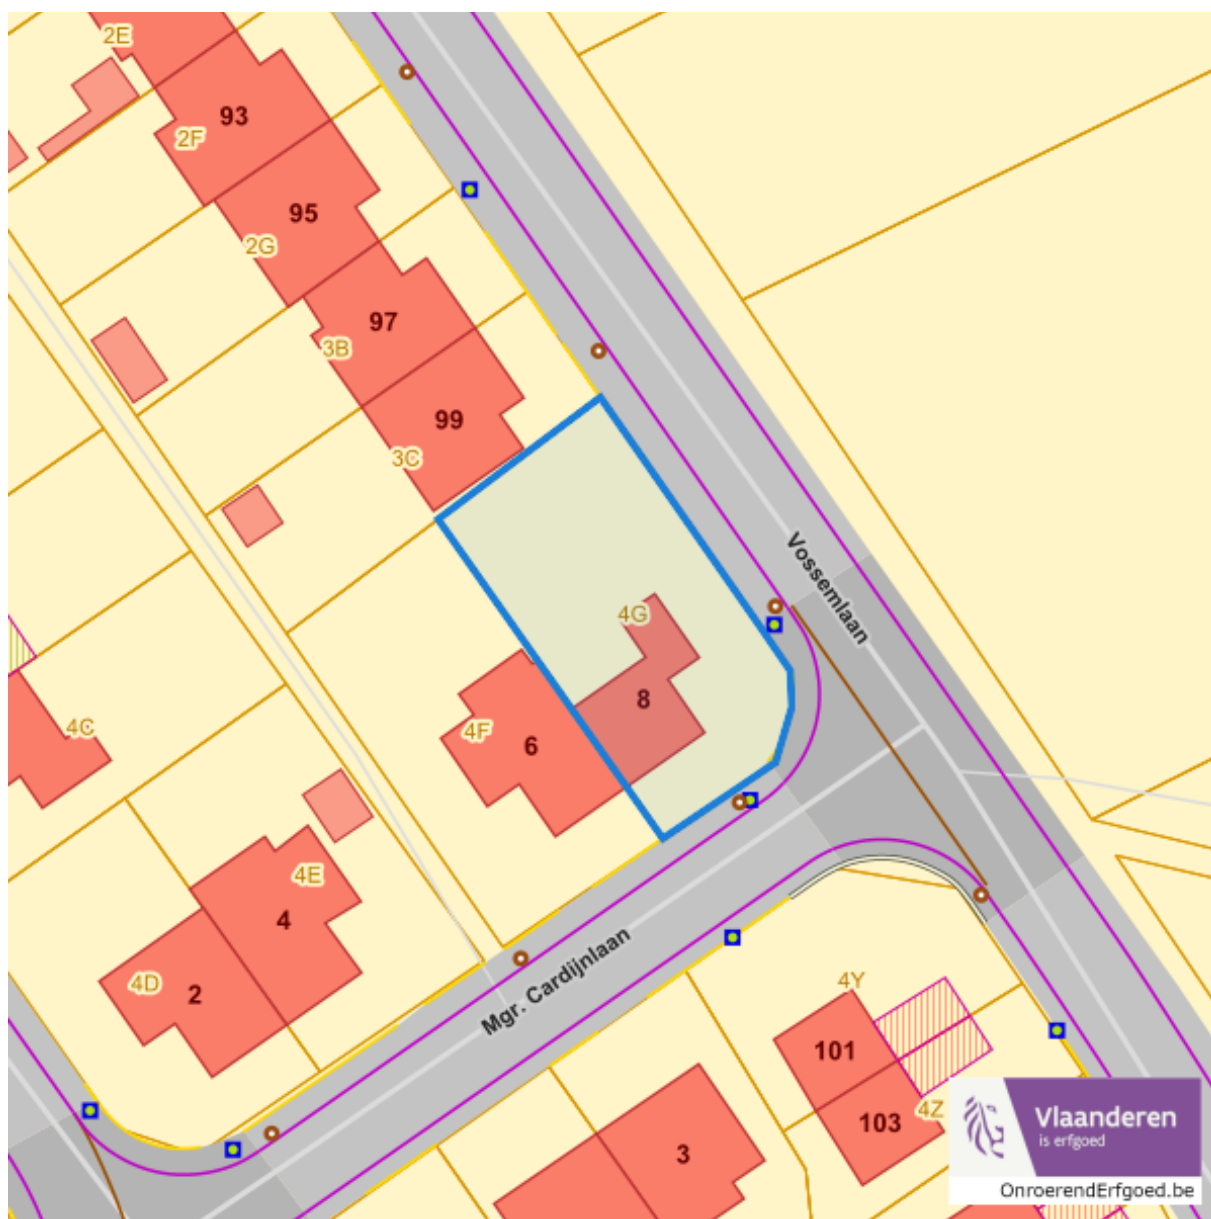 2E
93
2F
95
2G
97
3B
99
3C
Vossemlaan
4G
8
4F
6
4C
4E
4
4D
2
Mgr. Cardijnlaan
4Y
101
4Z
103
3
Vlaanderen
is erfgoed
OnroerendErfgoed.be